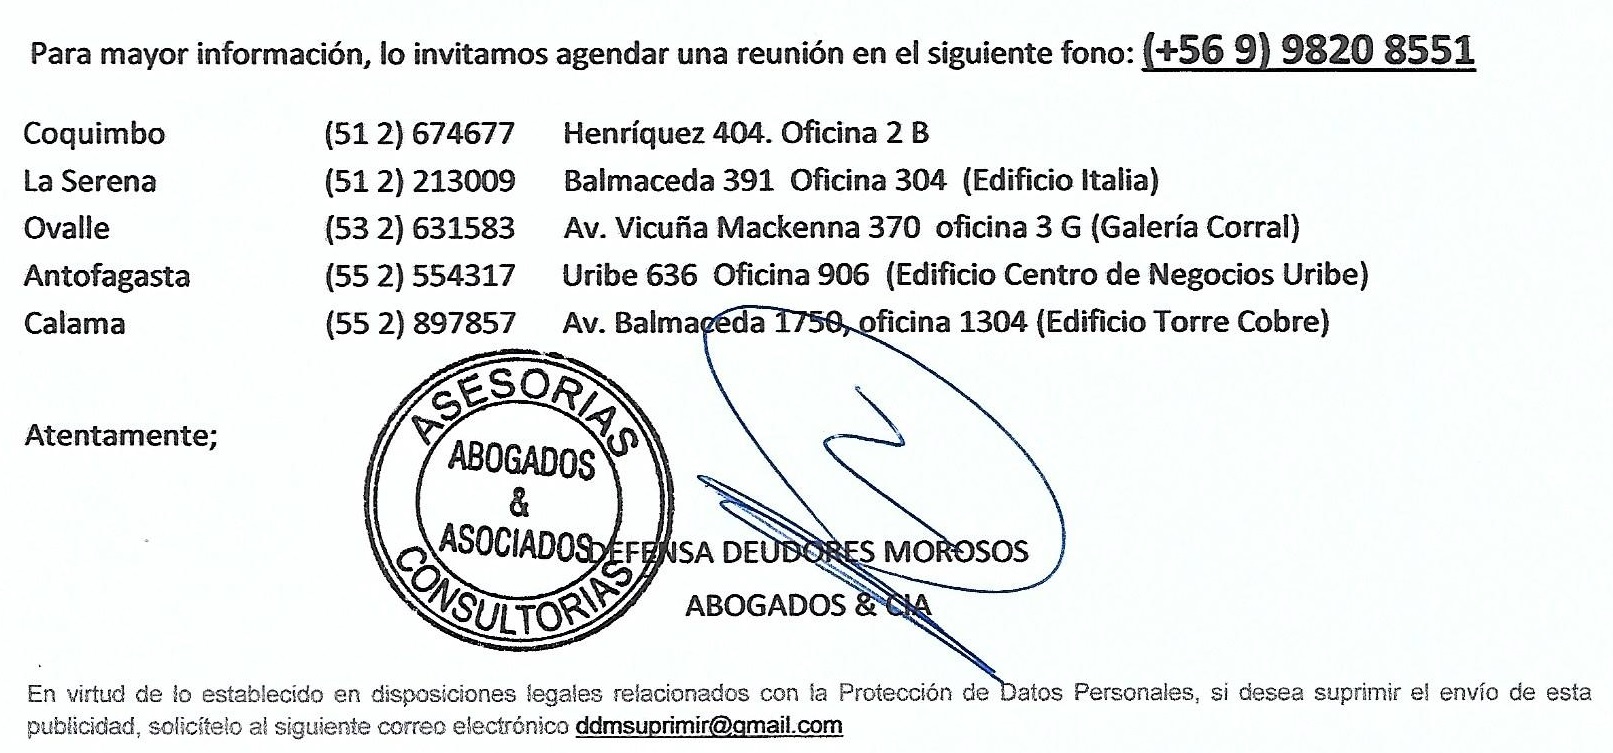 Para mayor información, lo invitamos agendar una reunión en el siguiente fono: (+56 9) 9820 8551
Coquimbo (51 2) 674677 Henríquez 404. Oficina 2 B
La Serena (51 2) 213009 Balmaceda 391 Oficina 304 (Edificio Italia)
Ovalle (53 2) 631583 Av. Vicuña Mackenna 370 oficina 3 G (Galería Corral)
Antofagasta (55 2) 554317 Uribe 636 Oficina 906 (Edificio Centro de Negocios Uribe)
Calama (55 2) 897857 Av. Balmaceda 1750, oficina 1304 (Edificio Torre Cobre)
Atentamente;
ASESORIAS
ABOGADOS
&
ASOCIADOS
CONSULTORIAS
DEFENSA DEUDORES MOROSOS
ABOGADOS & CIA
En virtud de lo establecido en disposiciones legales relacionados con la Protección de Datos Personales, si desea suprimir el envío de esta
publicidad, solicítelo al siguiente correo electrónico ddmsuprimir@gmail.com